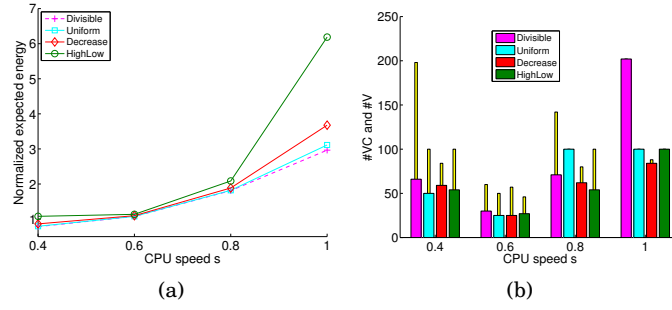 Divisible
Uniform
Decrease
HighLow
Normalized expected energy
7
6
5
4
3
2
1
0.4
0.6
0.8
1
CPU speed s
(a)
Divisible
Uniform
Decrease
HighLow
#VC and #V
250
200
150
100
50
0
0.4
0.6
0.8
1
CPU speed s
(b)